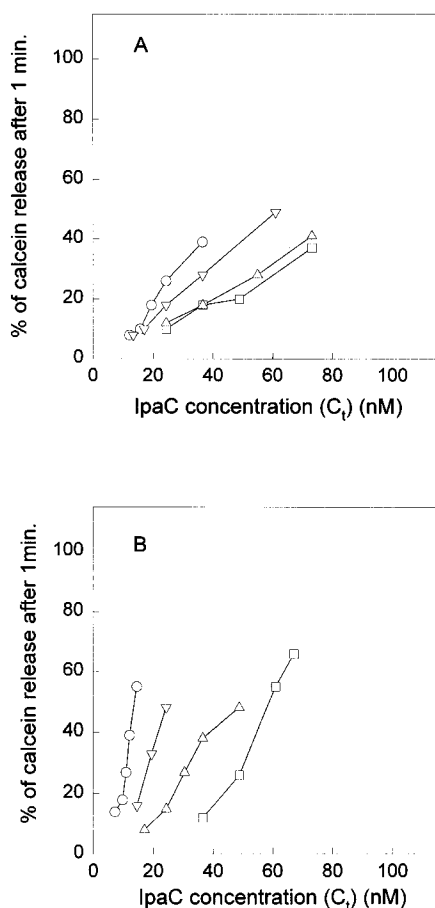 A
% of calcein release after 1 min.
100
80
60
40
20
0
0 20 40 60 80 100
IpaC concentration (Cₜ) (nM)
B
% of calcein release after 1min.
100
80
60
40
20
0
0 20 40 60 80 100
IpaC concentration (Cₜ) (nM)